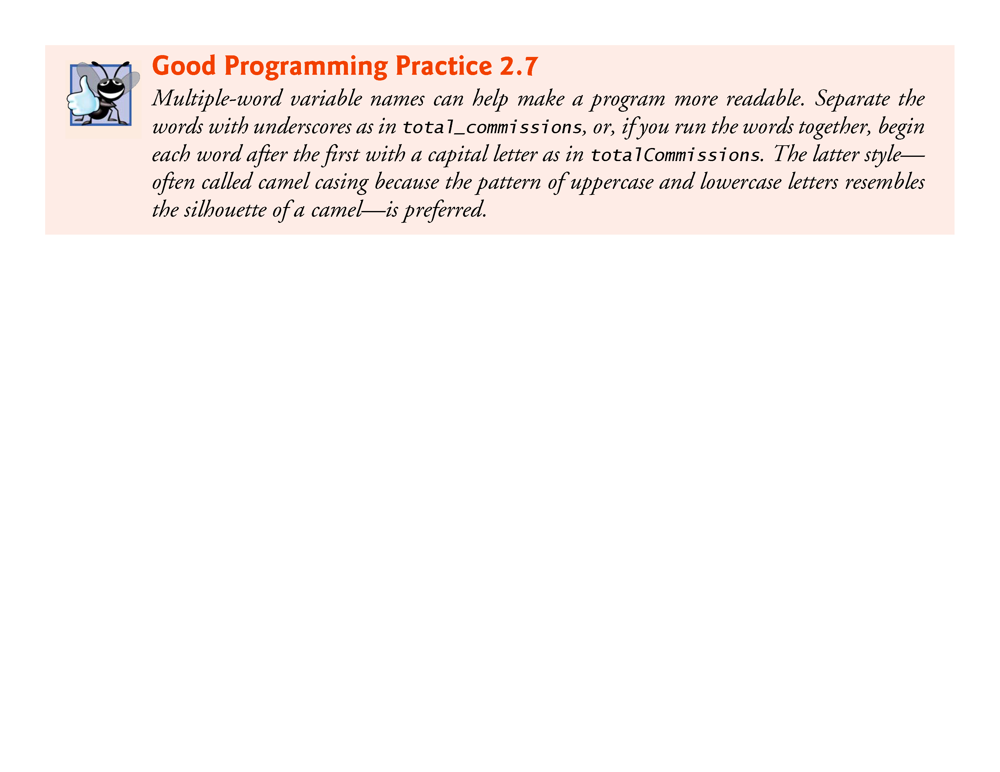 Good Programming Practice 2.7
Multiple-word variable names can help make a program more readable. Separate the
words with underscores as in total_commissions, or, if you run the words together, begin
each word after the first with a capital letter as in totalCommissions. The latter style—
often called camel casing because the pattern of uppercase and lowercase letters resembles
the silhouette of a camel—is preferred.